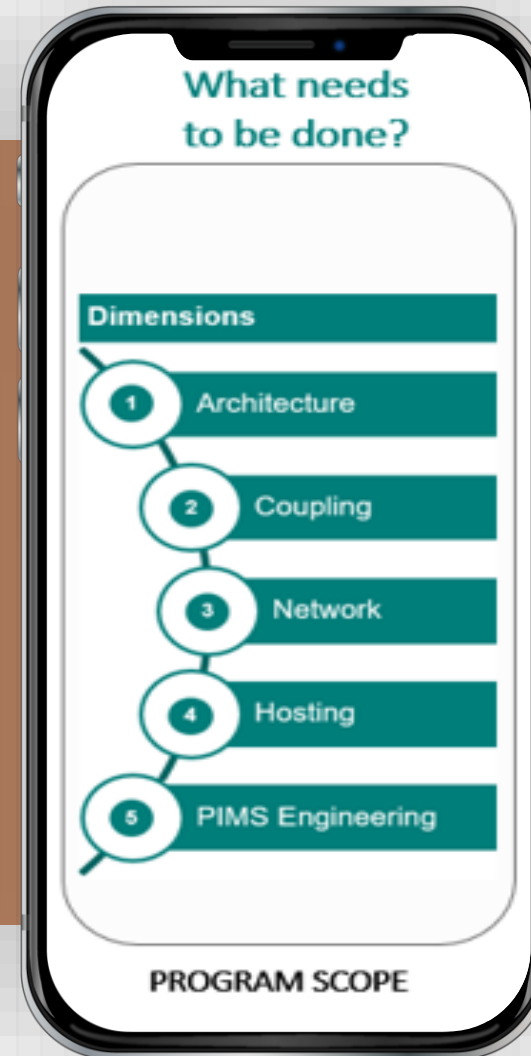 What needs
to be done?
Dimensions
1 Architecture
2 Coupling
3 Network
4 Hosting
5 PIMS Engineering
PROGRAM SCOPE